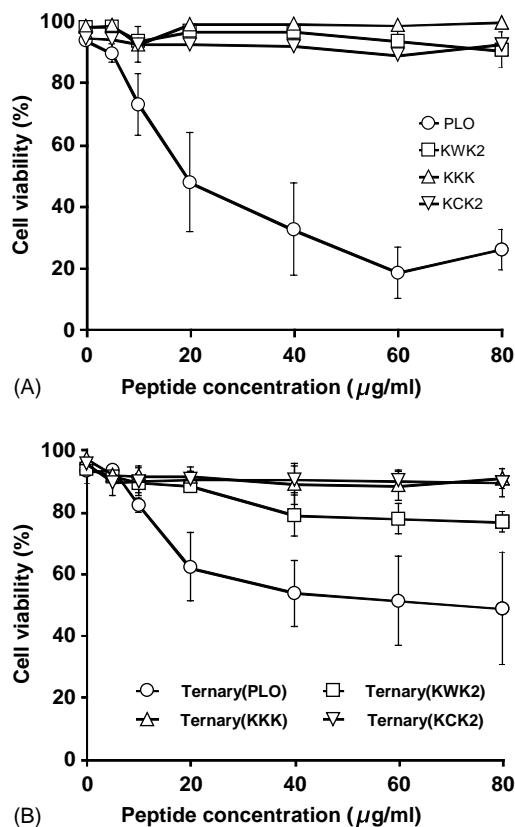 100
80
60
40
20
0
Cell viability (%)
PLO
KWK2
KKK
KCK2
0 20 40 60 80
(A) Peptide concentration (µg/ml)
100
80
60
40
20
0
Cell viability (%)
Ternary(PLO) Ternary(KWK2)
Ternary(KKK) Ternary(KCK2)
0 20 40 60 80
(B) Peptide concentration (µg/ml)